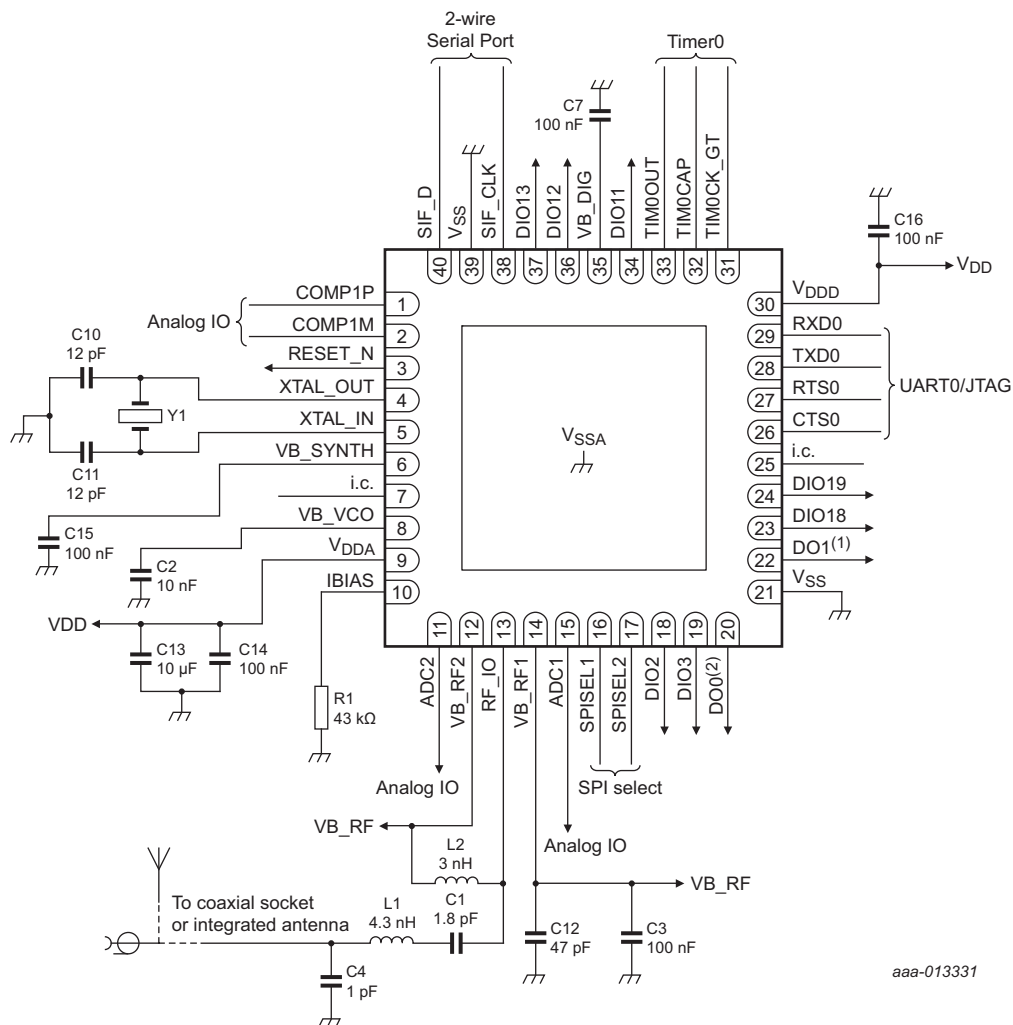 2-wire
Serial Port
Timer0
C7
100 nF
SIF_D
VSS
SIF_CLK
DIO13
DIO12
VB_DIG
DIO11
TIM0OUT
TIM0CAP
TIM0CK_GT
C16
100 nF
VDD
40
39
38
37
36
35
34
33
32
31
Analog IO
COMP1P
1
COMP1M
2
RESET_N
3
XTAL_OUT
4
XTAL_IN
5
VB_SYNTH
6
i.c.
7
VB_VCO
8
VDDA
9
IBIAS
10
C10
12 pF
Y1
C11
12 pF
C15
100 nF
C2
10 nF
VDD
C13
10 µF
C14
100 nF
R1
43 kΩ
VSSA
VDDD
30
RXD0
29
TXD0
28
RTS0
27
CTS0
26
UART0/JTAG
i.c.
25
DIO19
24
DIO18
23
DO1(1)
22
VSS
21
11
12
13
14
15
16
17
18
19
20
ADC2
VB_RF2
RF_IO
VB_RF1
ADC1
SPISEL1
SPISEL2
DIO2
DIO3
DO0(2)
Analog IO
SPI select
VB_RF
Analog IO
L2
3 nH
VB_RF
To coaxial socket
or integrated antenna
L1
4.3 nH
C1
1.8 pF
C12
47 pF
C3
100 nF
C4
1 pF
aaa-013331